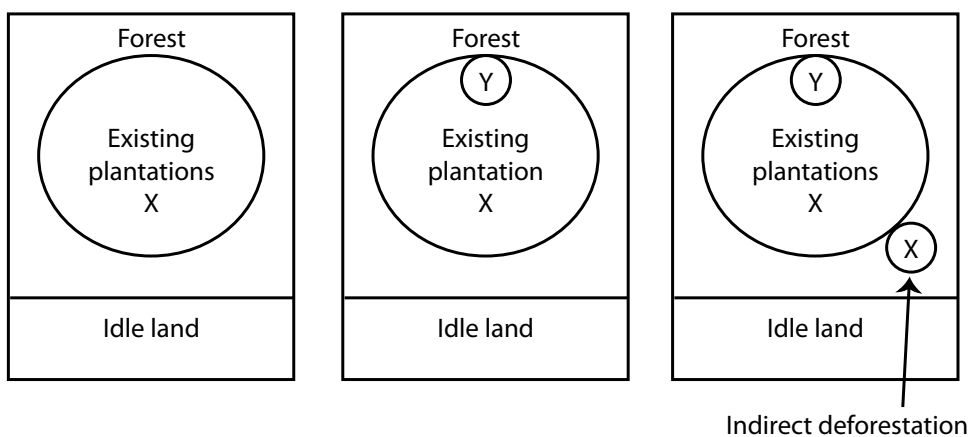 Forest
Existing
plantations
X
Idle land
Forest
Y
Existing
plantation
X
Idle land
Forest
Y
Existing
plantations
X
X
Idle land
Indirect deforestation